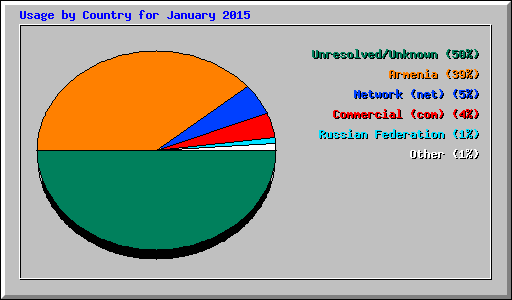 Usage by Country for January 2015
Unresolved/Unknown (50%)
Armenia (39%)
Network (net) (5%)
Commercial (com) (4%)
Russian Federation (1%)
Other (1%)